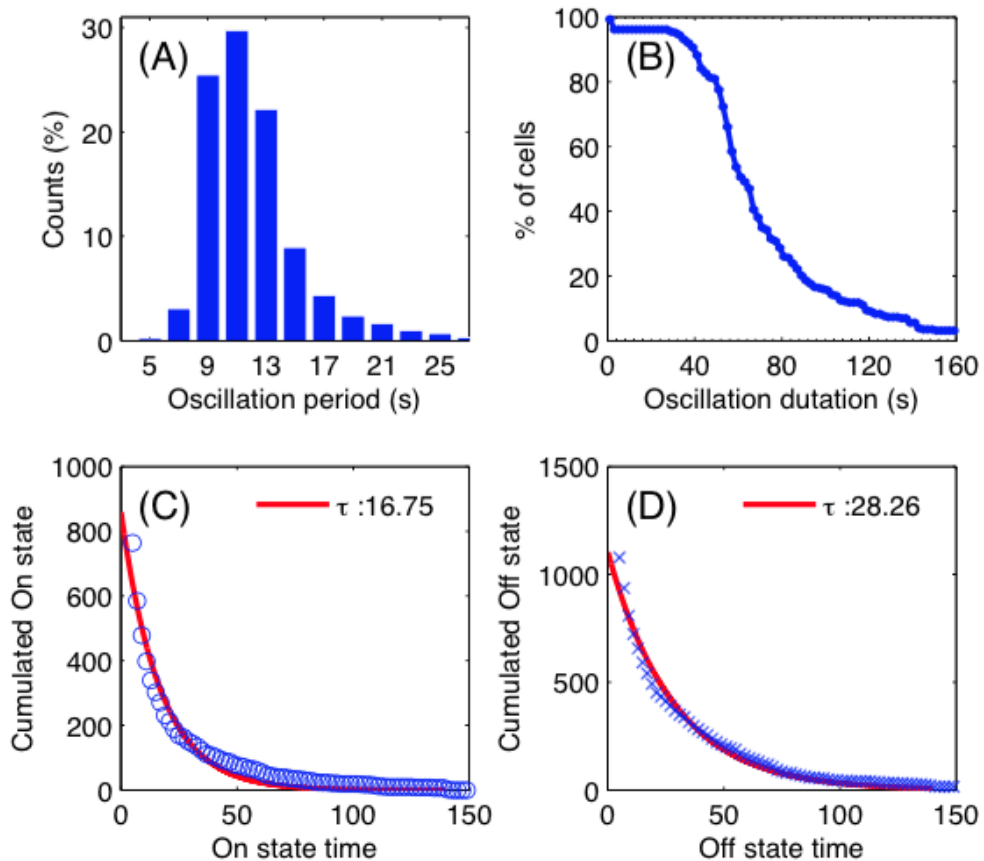 (A)
Counts (%)
30
20
10
0
5 9 13 17 21 25
Oscillation period (s)
(B)
% of cells
100
80
60
40
20
0
0 40 80 120 160
Oscillation dutation (s)
(C)
τ :16.75
Cumulated On state
1000
800
600
400
200
0
0 50 100 150
On state time
(D)
τ :28.26
Cumulated Off state
1500
1000
500
0
0 50 100 150
Off state time